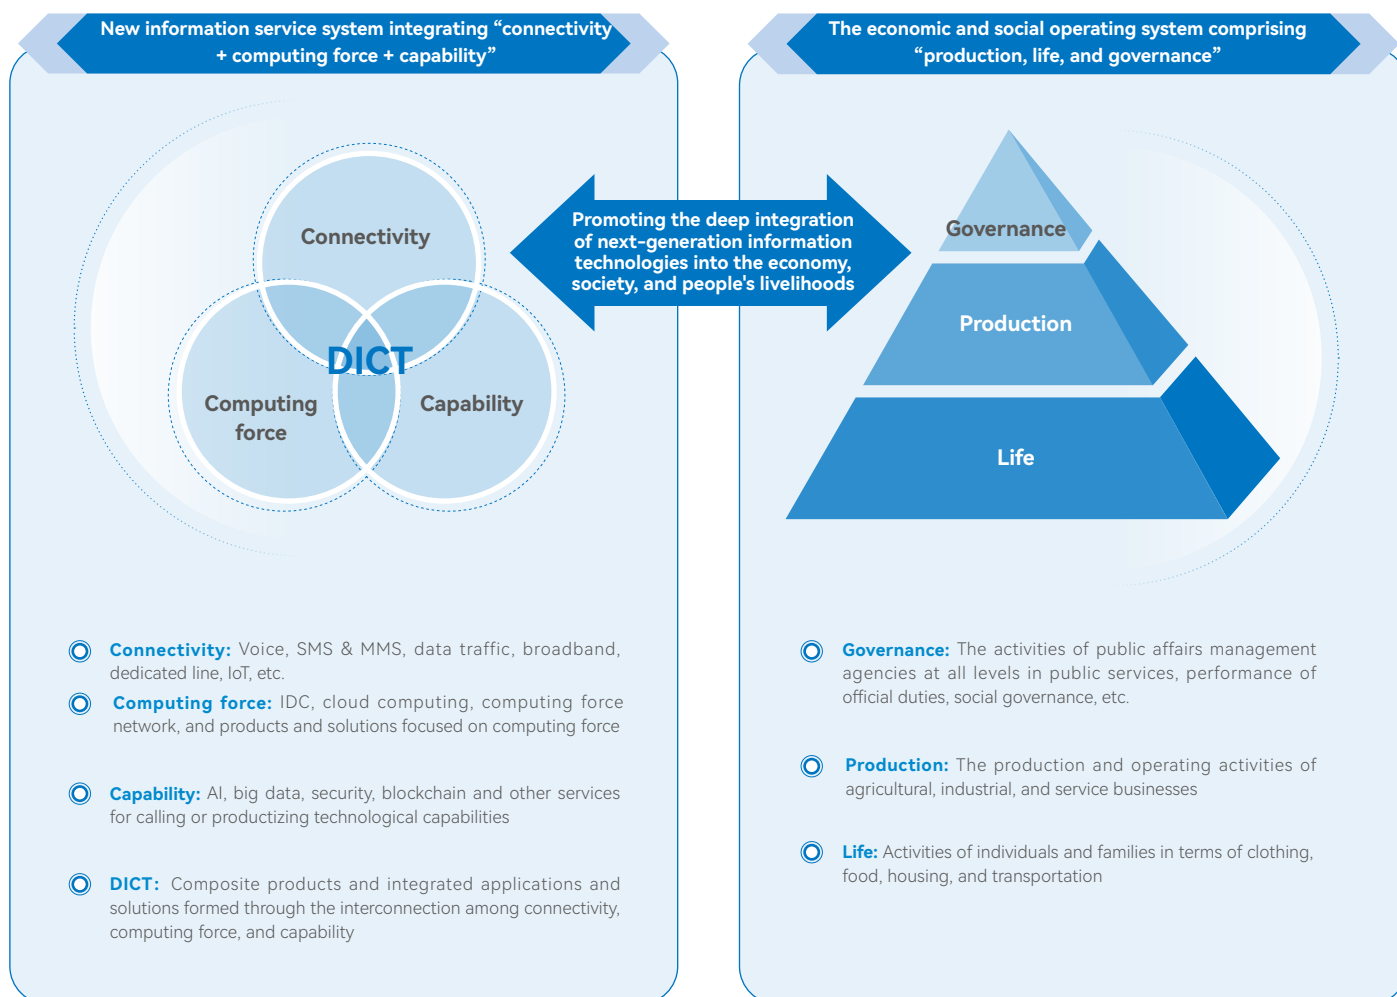 New information service system integrating “connectivity
+ computing force + capability”
Connectivity
Computing
force
Capability
DICT
Connectivity: Voice, SMS & MMS, data traffic, broadband,
dedicated line, IoT, etc.
Computing force: IDC, cloud computing, computing force
network, and products and solutions focused on computing force
Capability: AI, big data, security, blockchain and other services
for calling or productizing technological capabilities
DICT: Composite products and integrated applications and
solutions formed through the interconnection among connectivity,
computing force, and capability
Promoting the deep integration
of next-generation information
technologies into the economy,
society, and people's livelihoods
The economic and social operating system comprising
“production, life, and governance”
Governance
Production
Life
Governance: The activities of public affairs management
agencies at all levels in public services, performance of
official duties, social governance, etc.
Production: The production and operating activities of
agricultural, industrial, and service businesses
Life: Activities of individuals and families in terms of clothing,
food, housing, and transportation